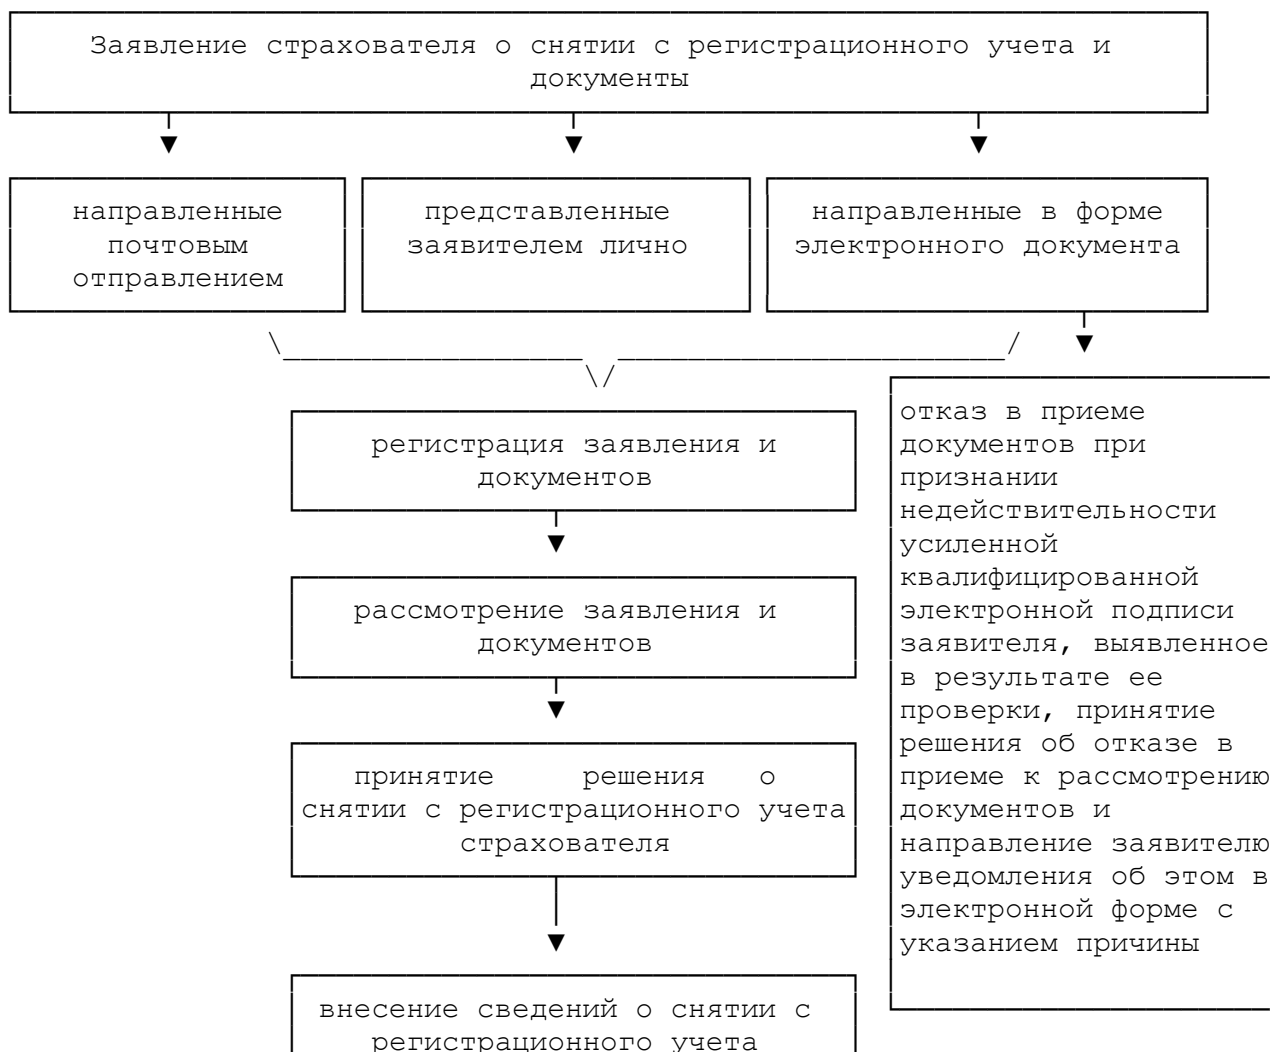 Заявление страхователя о снятии с регистрационного учета и
документы
направленные
почтовым
отправлением
представленные
заявителем лично
направленные в форме
электронного документа
регистрация заявления и
документов
рассмотрение заявления и
документов
принятие решения о
снятии с регистрационного учета
страхователя
внесение сведений о снятии с
регистрационного учета
отказ в приеме
документов при
признании
недействительности
усиленной
квалифицированной
электронной подписи
заявителя, выявленное
в результате ее
проверки, принятие
решения об отказе в
приеме к рассмотрению
документов и
направление заявителю
уведомления об этом в
электронной форме с
указанием причины